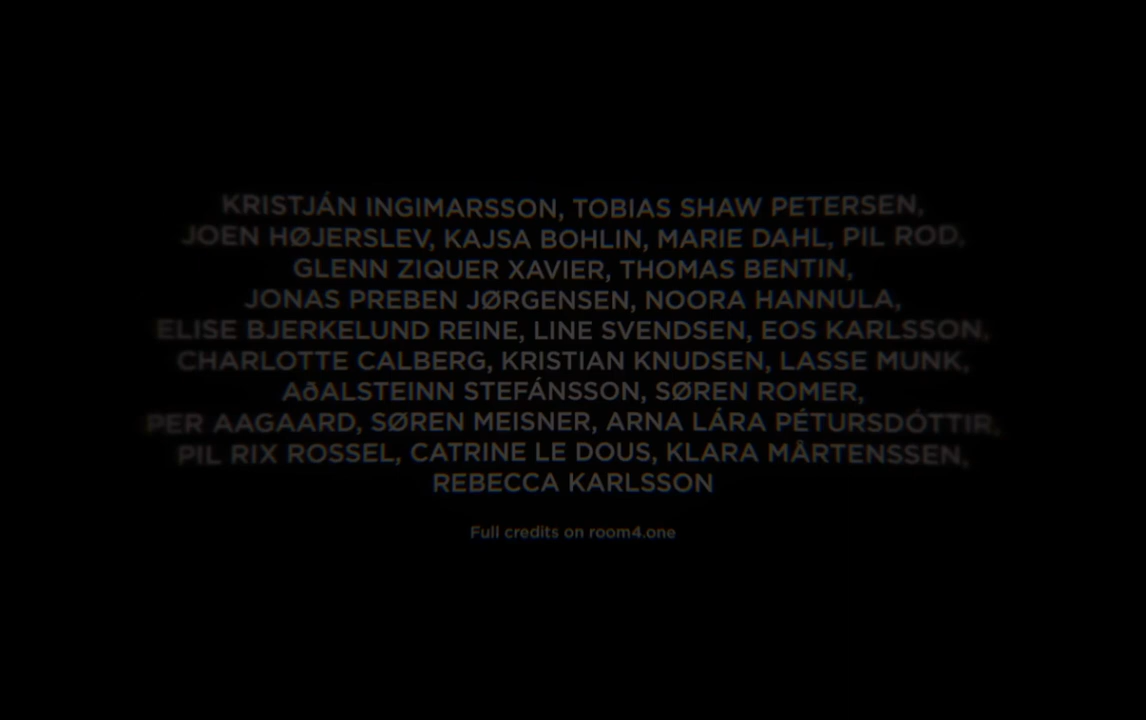 KRISTJÁN INGIMARSSON, TOBIAS SHAW PETERSEN,
JOEN HØJERSLEV, KAJSA BOHLIN, MARIE DAHL, PIL ROD,
GLENN ZIQUER XAVIER, THOMAS BENTIN,
JONAS PREBEN JØRGENSEN, NOORA HANNULA,
ELISE BJERKELUND REINE, LINE SVENDSEN, EOS KARLSSON,
CHARLOTTE CALBERG, KRISTIAN KNUDSEN, LASSE MUNK,
AðALSTEINN STEFÁNSSON, SØREN ROMER,
PER AAGAARD, SØREN MEISNER, ARNA LÁRA PÉTURSDÓTTIR,
PIL RIX ROSSEL, CATRINE LE DOUS, KLARA MÅRTENSSEN,
REBECCA KARLSSON
Full credits on room4.one